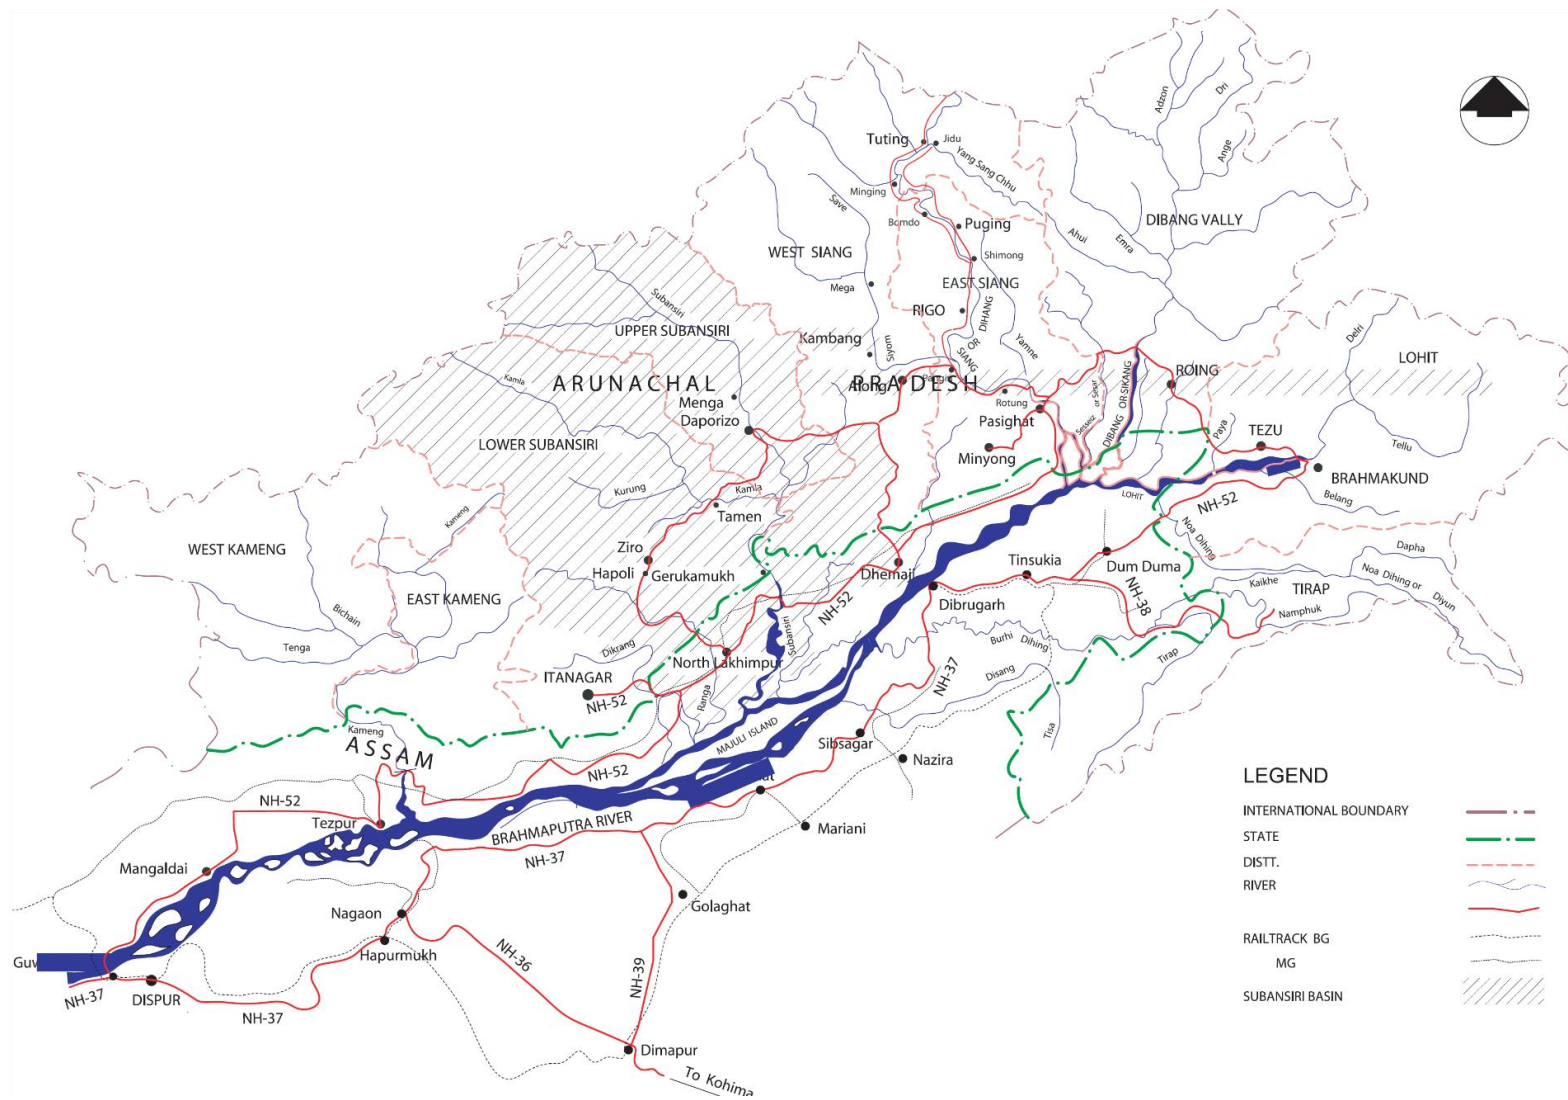 Adzon
Dri
Ange
Tuting
Jidu
Yang Sang Chhu
Minging
Save
Bomdo
Puging
DIBANG VALLY
Emra
Ahui
WEST SIANG
Shimong
EAST SIANG
Mega
Subansiri
RIGO
UPPER SUBANSIRI
Kambang
Siyom
SIANG OR DIHANG
Yamne
Delri
LOHIT
Kamla
ARUNACHAL PRADESH
Along
ROING
Rotung
Menga
Daporizo
Pasighat
Sesseiz
or Sesar
DIBANG OR SIKANG
Paya
TEZU
Tellu
LOWER SUBANSIRI
Minyong
BRAHMAKUND
Kurung
Kamla
LOHIT
NH-52
Belang
Tamen
Kameng
Noa Dihing
WEST KAMENG
Ziro
Hapoli
Gerukamukh
Dhemaji
Tinsukia
Dum Duma
Dapha
Noa Dihing or
Diyun
Kaikhe
TIRAP
Namphuk
EAST KAMENG
Bichain
Tenga
NH-52
Dibrugarh
NH-38
Subansiri
Burhi Dihing
Dikrang
North Lakhimpur
Tirap
ITANAGAR
NH-52
Ranga
NH-37
Disang
Tisa
Kameng
ASSAM
MAJULI ISLAND
Sibsagar
Nazira
NH-52
NH-52
Tezpur
BRAHMAPUTRA RIVER
Mariani
NH-37
Mangaldai
Golaghat
Nagaon
Hapurmukh
NH-36
NH-39
NH-37
DISPUR
NH-37
Dimapur
To Kohima
LEGEND
INTERNATIONAL BOUNDARY
STATE
DISTT.
RIVER
RAILTRACK BG
MG
SUBANSIRI BASIN